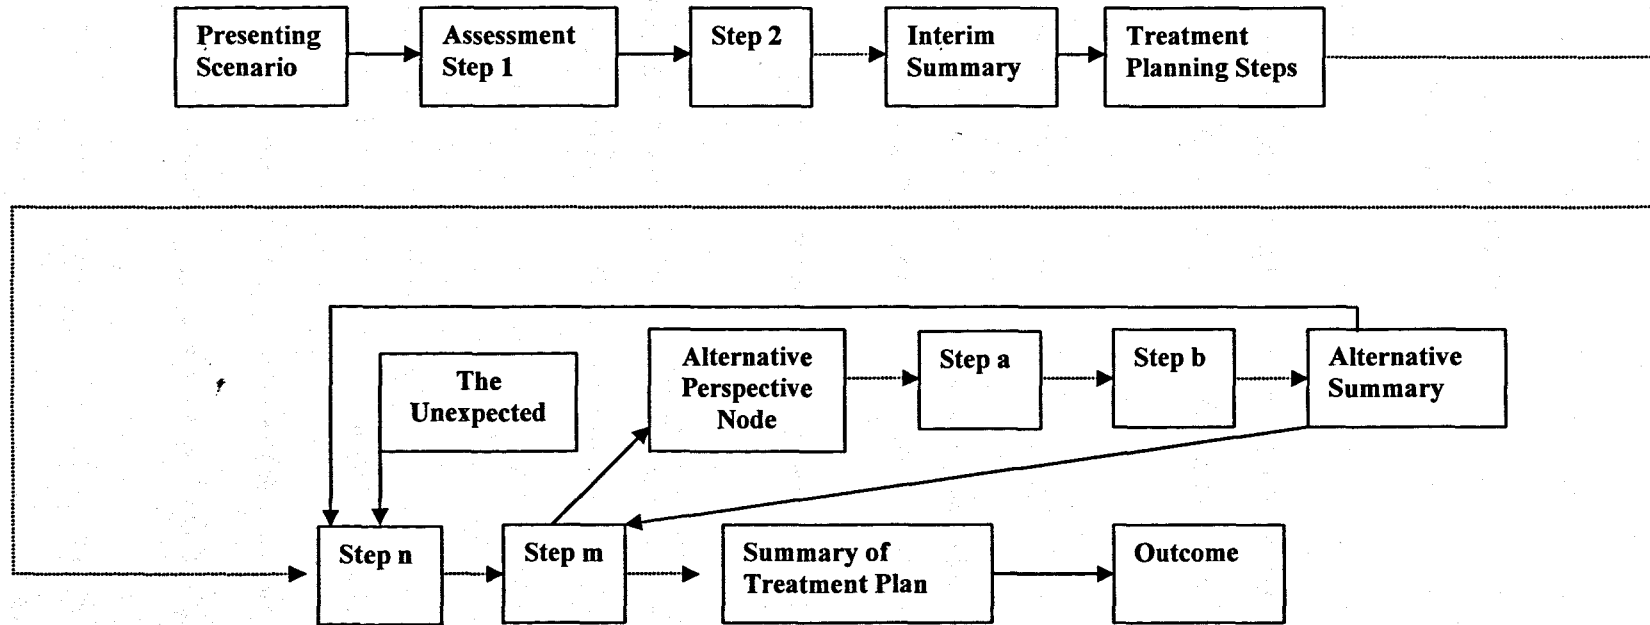 Presenting
Scenario
Assessment
Step 1
Step 2
Interim
Summary
Treatment
Planning Steps
The
Unexpected
Alternative
Perspective
Node
Step a
Step b
Alternative
Summary
Step n
Step m
Summary of
Treatment Plan
Outcome